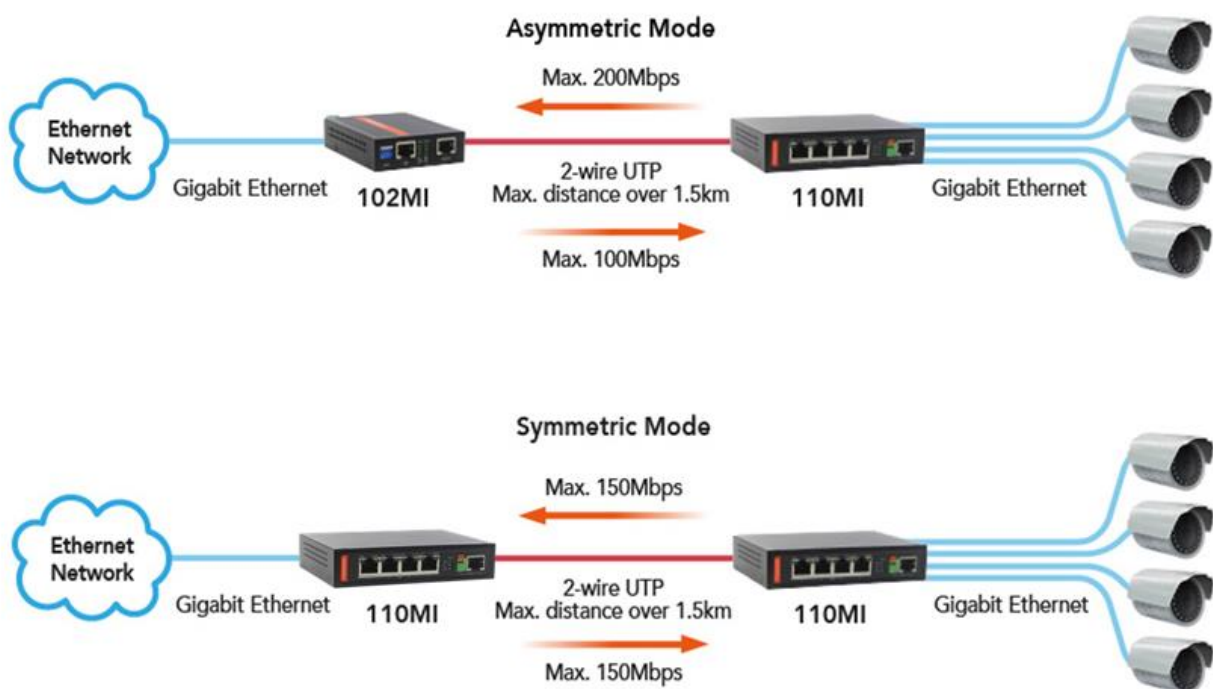 Asymmetric Mode
Max. 200Mbps
Ethernet
Network
Gigabit Ethernet
102MI
2-wire UTP
Max. distance over 1.5km
110MI
Gigabit Ethernet
Max. 100Mbps
Symmetric Mode
Max. 150Mbps
Ethernet
Network
Gigabit Ethernet
110MI
2-wire UTP
Max. distance over 1.5km
110MI
Gigabit Ethernet
Max. 150Mbps